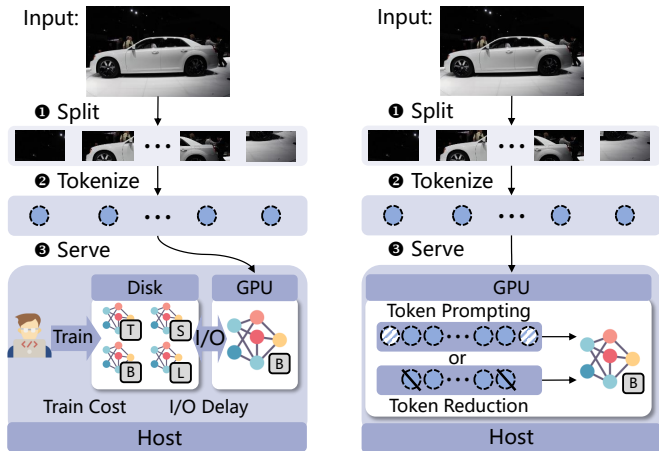 Input:
❶ Split
❷ Tokenize
❸ Serve
Disk
GPU
Train
T
S
I/O
B
L
B
Train Cost
I/O Delay
Host
Input:
❶ Split
❷ Tokenize
❸ Serve
GPU
Token Prompting
or
B
Token Reduction
Host